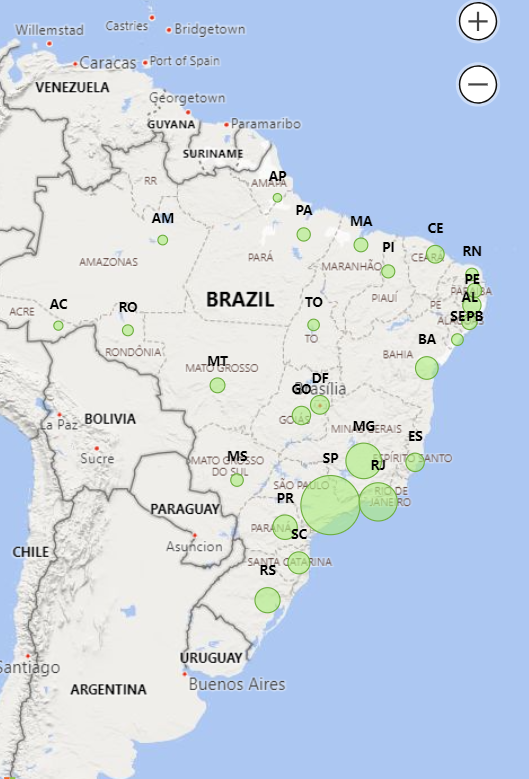 +
Castries
Willemstad
Bridgetown
Caracas
Port of Spain
VENEZUELA
Georgetown
GUYANA
Paramaribo
SURINAME
AP
RR
AMAPÁ
PA
AM
MA
CE
PI
RN
AMAZONAS
PARÁ
MARANHÃO
CEARÁ
PE
PIAUÍ
PE
AL
BRAZIL
TO
AC
RO
ACRE
SE
PB
RONDÔNIA
TO
BA
BAHIA
MT
MATO GROSSO
DF
Brasília
GO
GOIÁS
La Paz
BOLIVIA
MG
MINAS GERAIS
ES
Sucre
MS
SP
RJ
ESPÍRITO SANTO
MATO GROSSO
DO SUL
SÃO PAULO
RIO DE
JANEIRO
PR
PARAGUAY
PARANÁ
SC
CHILE
Asuncion
SANTA CATARINA
RS
Santiago
URUGUAY
Buenos Aires
ARGENTINA